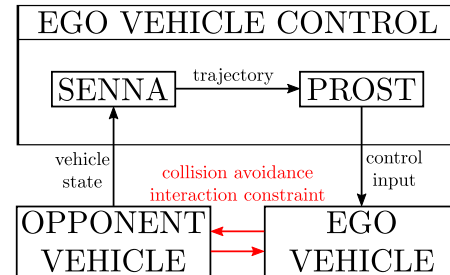 EGO VEHICLE CONTROL
SENNA
trajectory
PROST
vehicle
state
control
input
collision avoidance
interaction constraint
OPPONENT
VEHICLE
EGO
VEHICLE